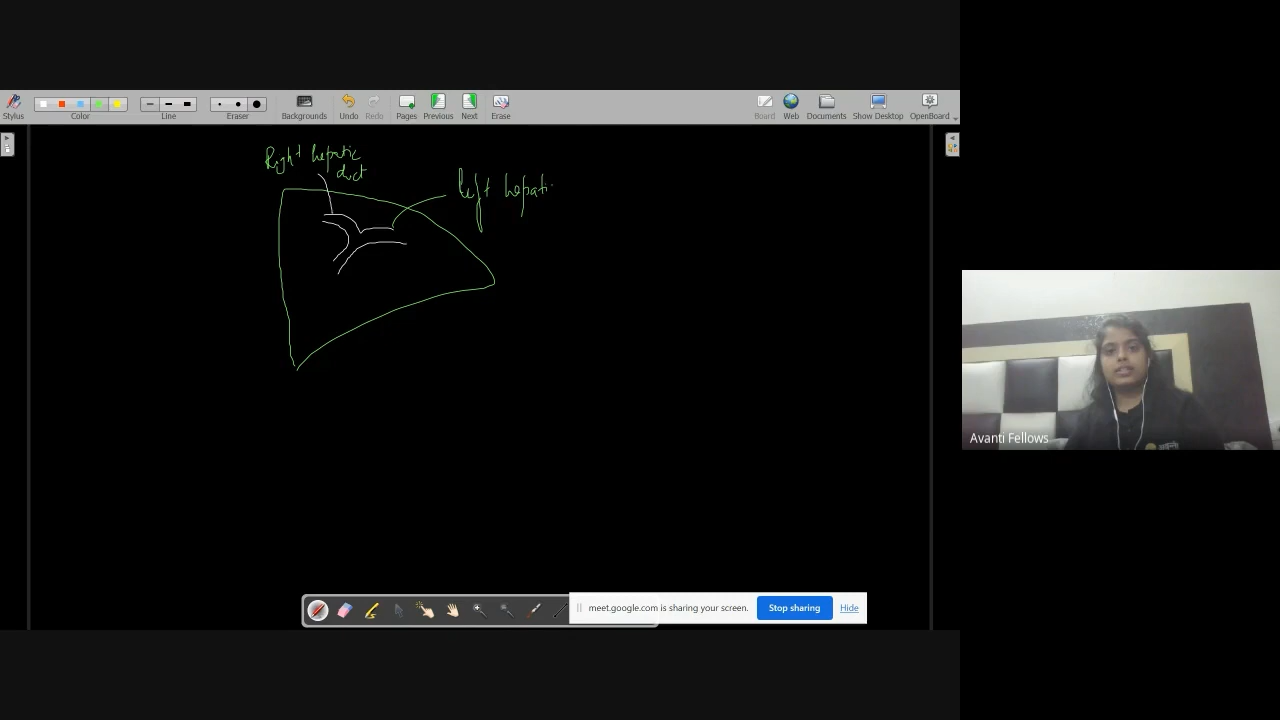 Stylus
Color
Line
Eraser
Backgrounds
Undo
Redo
Pages
Previous
Next
Erase
Board
Web
Documents
Show Desktop
OpenBoard
Right hepatic
duct
left hepati
Avanti Fellows
meet.google.com is sharing your screen.
Stop sharing
Hide